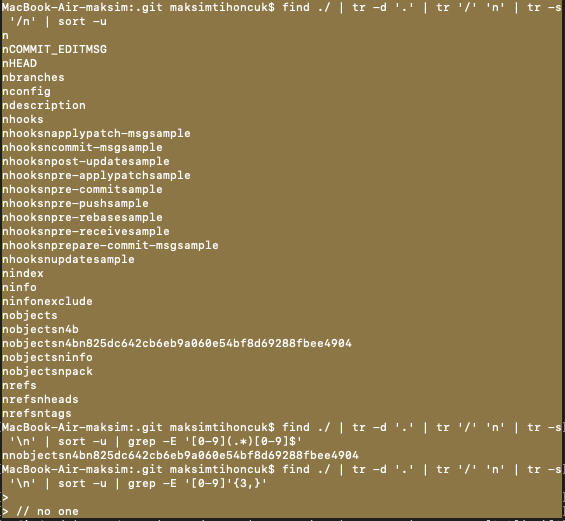 MacBook-Air-maksim:.git maksimtihoncuk$ find ./ | tr -d '.' | tr '/' 'n' | tr -s
 '/n' | sort -u
n
nCOMMIT_EDITMSG
nHEAD
nbranches
nconfig
ndescription
nhooks
nhooksnapplypatch-msgsample
nhooksncommit-msgsample
nhooksnpost-updatesample
nhooksnpre-applypatchsample
nhooksnpre-commitsample
nhooksnpre-pushsample
nhooksnpre-rebasesample
nhooksnpre-receivesample
nhooksnprepare-commit-msgsample
nhooksnupdatesample
nindex
ninfo
ninfonexclude
nobjects
nobjectsn4b
nobjectsn4bn825dc642cb6eb9a060e54bf8d69288fbee4904
nobjectsninfo
nobjectsnpack
nrefs
nrefsnheads
nrefsntags
MacBook-Air-maksim:.git maksimtihoncuk$ find ./ | tr -d '.' | tr '/' 'n' | tr -s
 '\n' | sort -u | grep -E '[0-9](.*)[0-9]$'
nnobjectsn4bn825dc642cb6eb9a060e54bf8d69288fbee4904
MacBook-Air-maksim:.git maksimtihoncuk$ find ./ | tr -d '.' | tr '/' 'n' | tr -s
 '\n' | sort -u | grep -E '[0-9]'{3,}'
>
> // no one